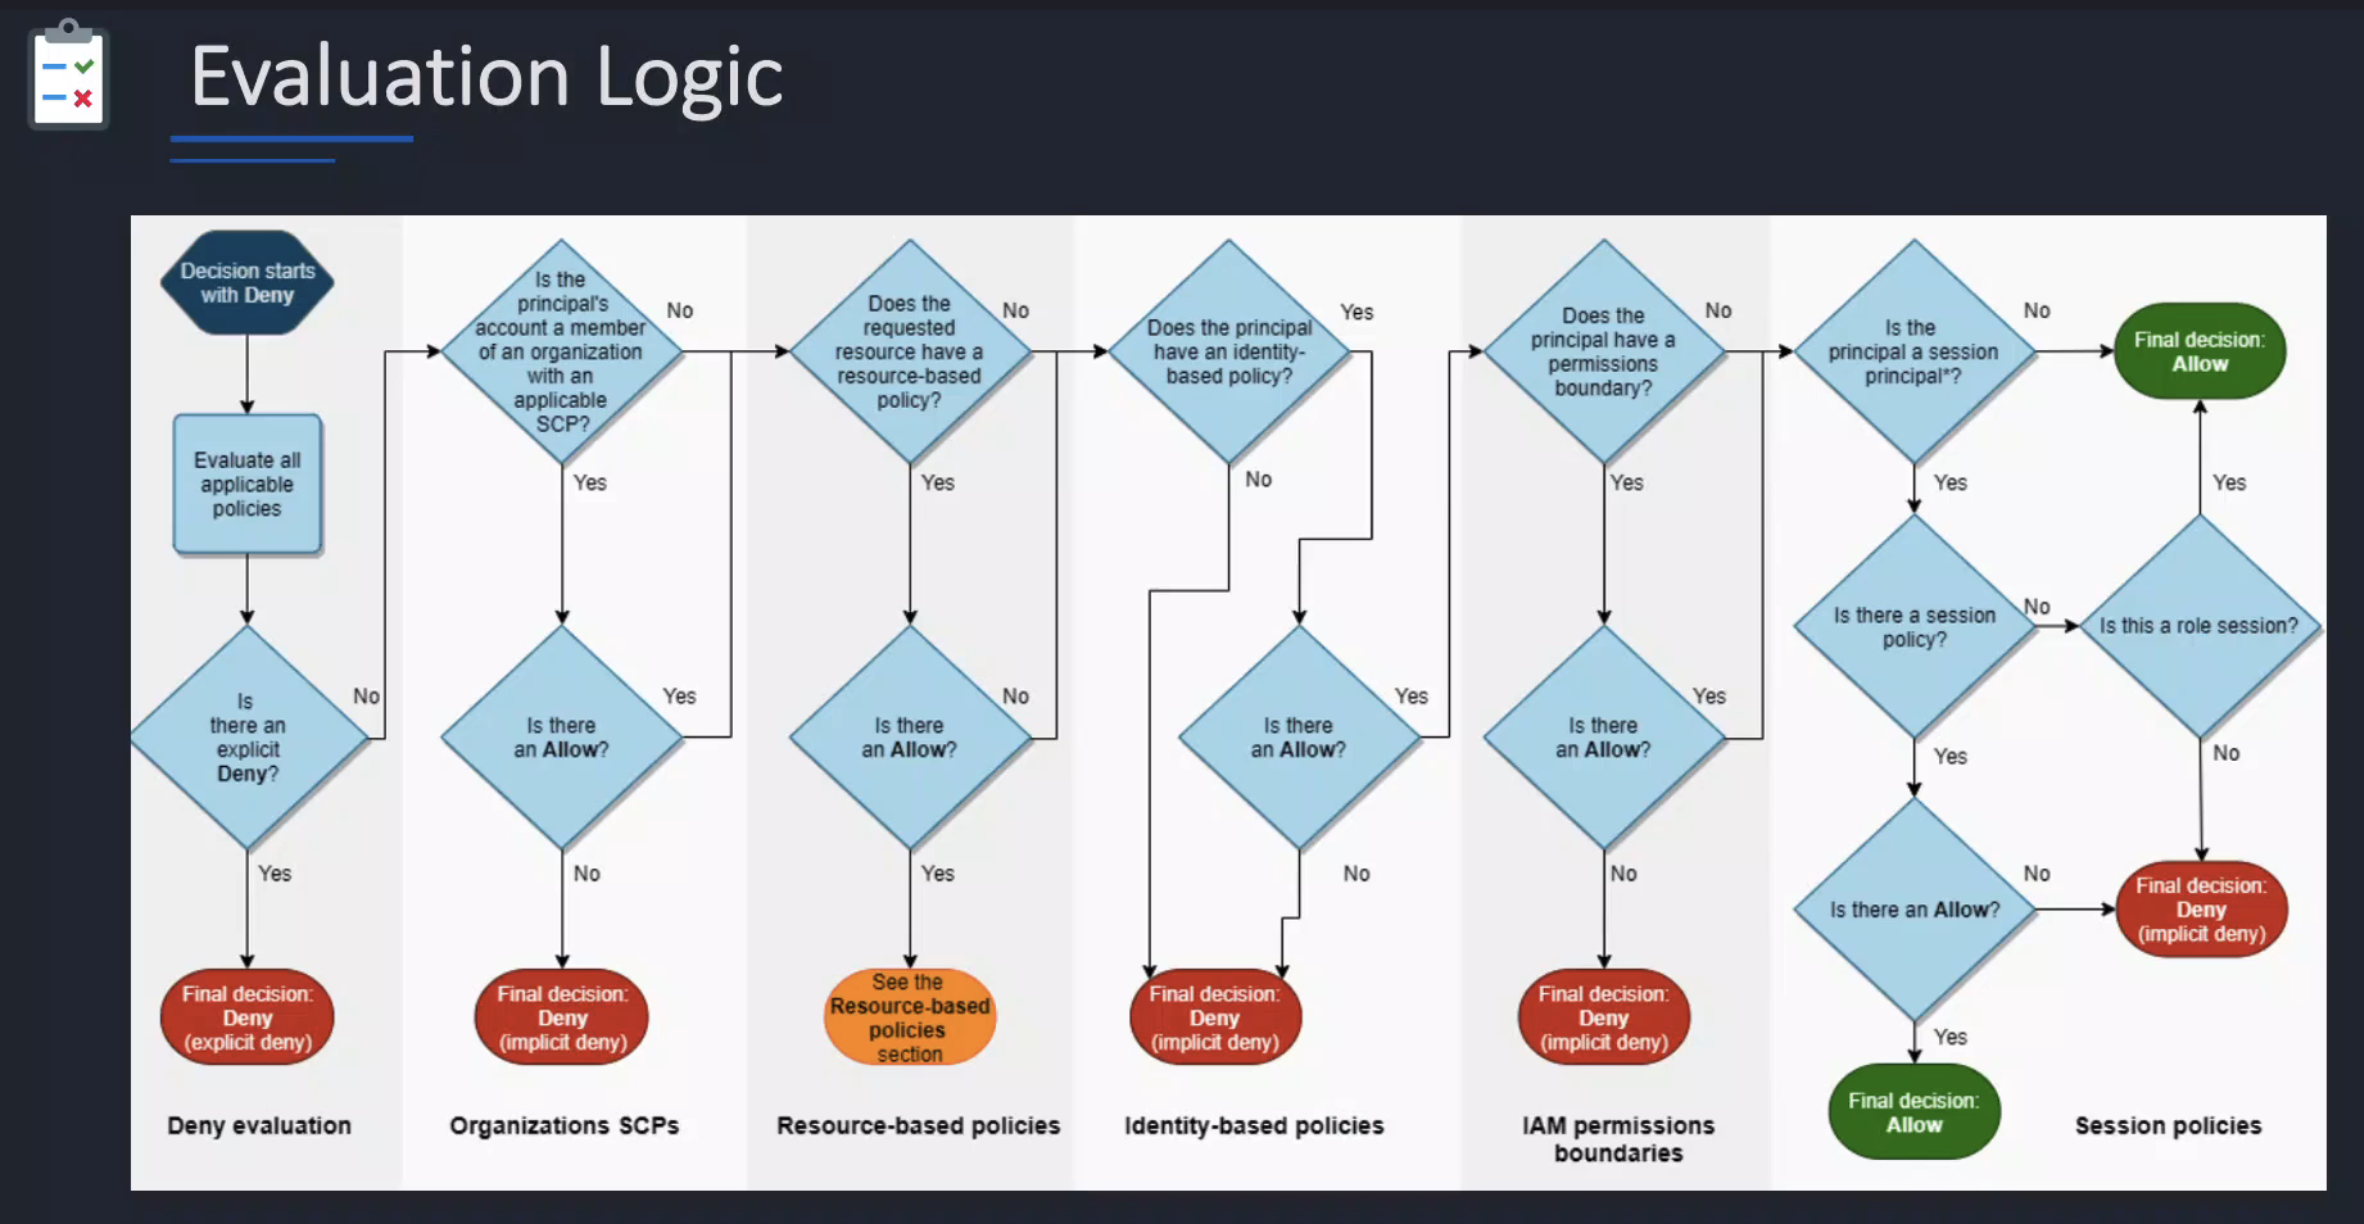 Evaluation Logic
Decision starts
with Deny
Evaluate all
applicable
policies
Is
there an
explicit
Deny?
No
Yes
Final decision:
Deny
(explicit deny)
Deny evaluation
Is the
principal's
account a member
of an organization
with an
applicable
SCP?
No
Yes
Is there
an Allow?
Yes
No
Final decision:
Deny
(implicit deny)
Organizations SCPs
Does the
requested
resource have a
resource-based
policy?
No
Yes
Is there
an Allow?
No
Yes
See the
Resource-based
policies
section
Resource-based policies
Does the principal
have an identity-
based policy?
Yes
No
Is there
an Allow?
Yes
No
Final decision:
Deny
(implicit deny)
Identity-based policies
Does the
principal have a
permissions
boundary?
No
Yes
Is there
an Allow?
Yes
No
Final decision:
Deny
(implicit deny)
IAM permissions
boundaries
Is the
principal a session
principal*?
No
Final decision:
Allow
Yes
Yes
Is there a session
policy?
No
Is this a role session?
Yes
No
Is there an Allow?
No
Final decision:
Deny
(implicit deny)
Yes
Final decision:
Allow
Session policies